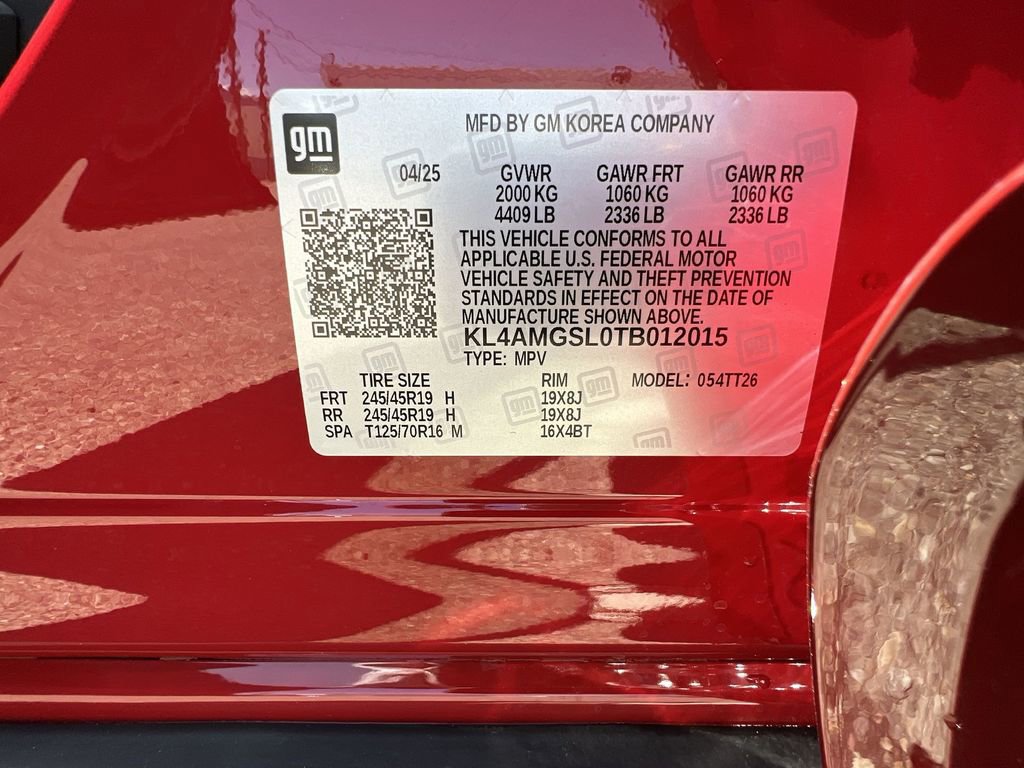 gm
MFD BY GM KOREA COMPANY
04/25 GVWR GAWR FRT GAWR RR
2000 KG 1060 KG 1060 KG
4409 LB 2336 LB 2336 LB
THIS VEHICLE CONFORMS TO ALL
APPLICABLE U.S. FEDERAL MOTOR
VEHICLE SAFETY AND THEFT PREVENTION
STANDARDS IN EFFECT ON THE DATE OF
MANUFACTURE SHOWN ABOVE.
KL4AMGSL0TB012015
TYPE: MPV
TIRE SIZE RIM MODEL: 054TT26
FRT 245/45R19 H 19X8J
RR 245/45R19 H 19X8J
SPA T125/70R16 M 16X4BT